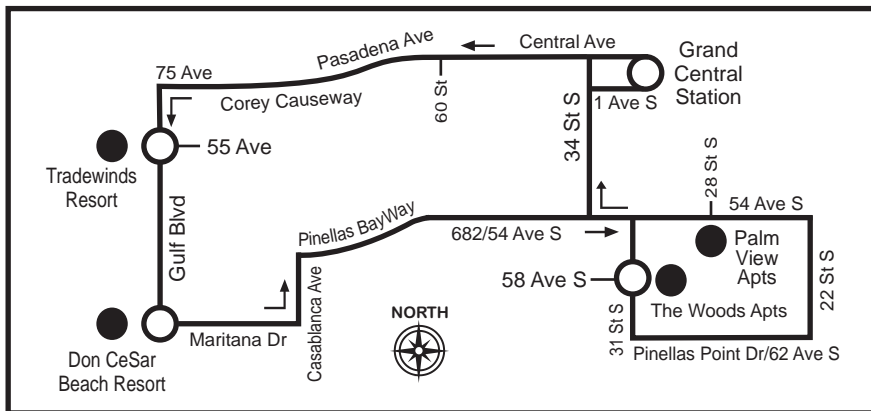 Pasadena Ave
Central Ave
Grand
Central
Station
75 Ave
Corey Causeway
60 St
1 Ave S
34 St S
55 Ave
Tradewinds
Resort
Gulf Blvd
28 St S
54 Ave S
Pinellas BayWay
682/54 Ave S
Palm
View
Apts
58 Ave S
22 St S
The Woods Apts
Casablanca Ave
NORTH
31 St S
Maritana Dr
Pinellas Point Dr/62 Ave S
Don CeSar
Beach Resort